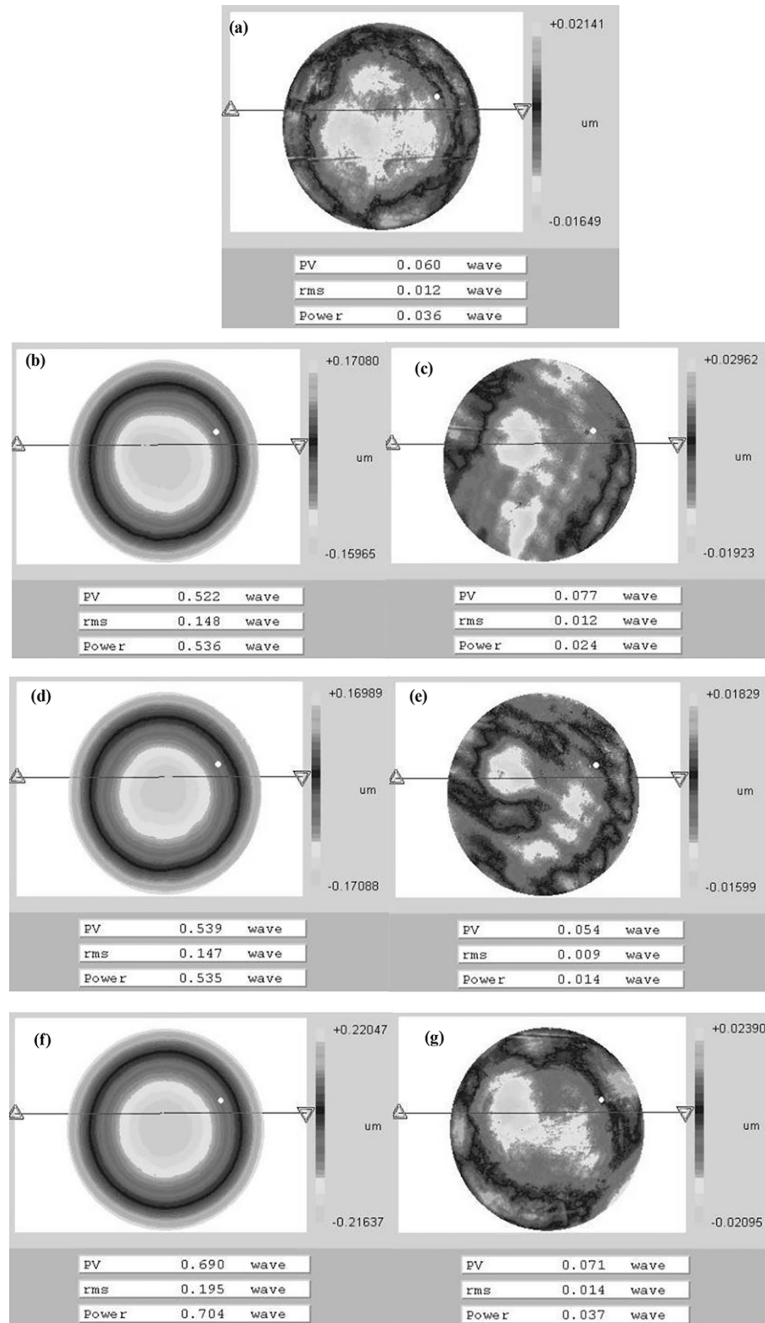 (a)
+0.02141
um
-0.01649
PV 0.060 wave
rms 0.012 wave
Power 0.036 wave
(b)
+0.17080
um
-0.15965
PV 0.522 wave
rms 0.148 wave
Power 0.536 wave
(c)
+0.02962
um
-0.01923
PV 0.077 wave
rms 0.012 wave
Power 0.024 wave
(d)
+0.16989
um
-0.17088
PV 0.539 wave
rms 0.147 wave
Power 0.535 wave
(e)
+0.01829
um
-0.01599
PV 0.054 wave
rms 0.009 wave
Power 0.014 wave
(f)
+0.22047
um
-0.21637
PV 0.690 wave
rms 0.195 wave
Power 0.704 wave
(g)
+0.02390
um
-0.02095
PV 0.071 wave
rms 0.014 wave
Power 0.037 wave